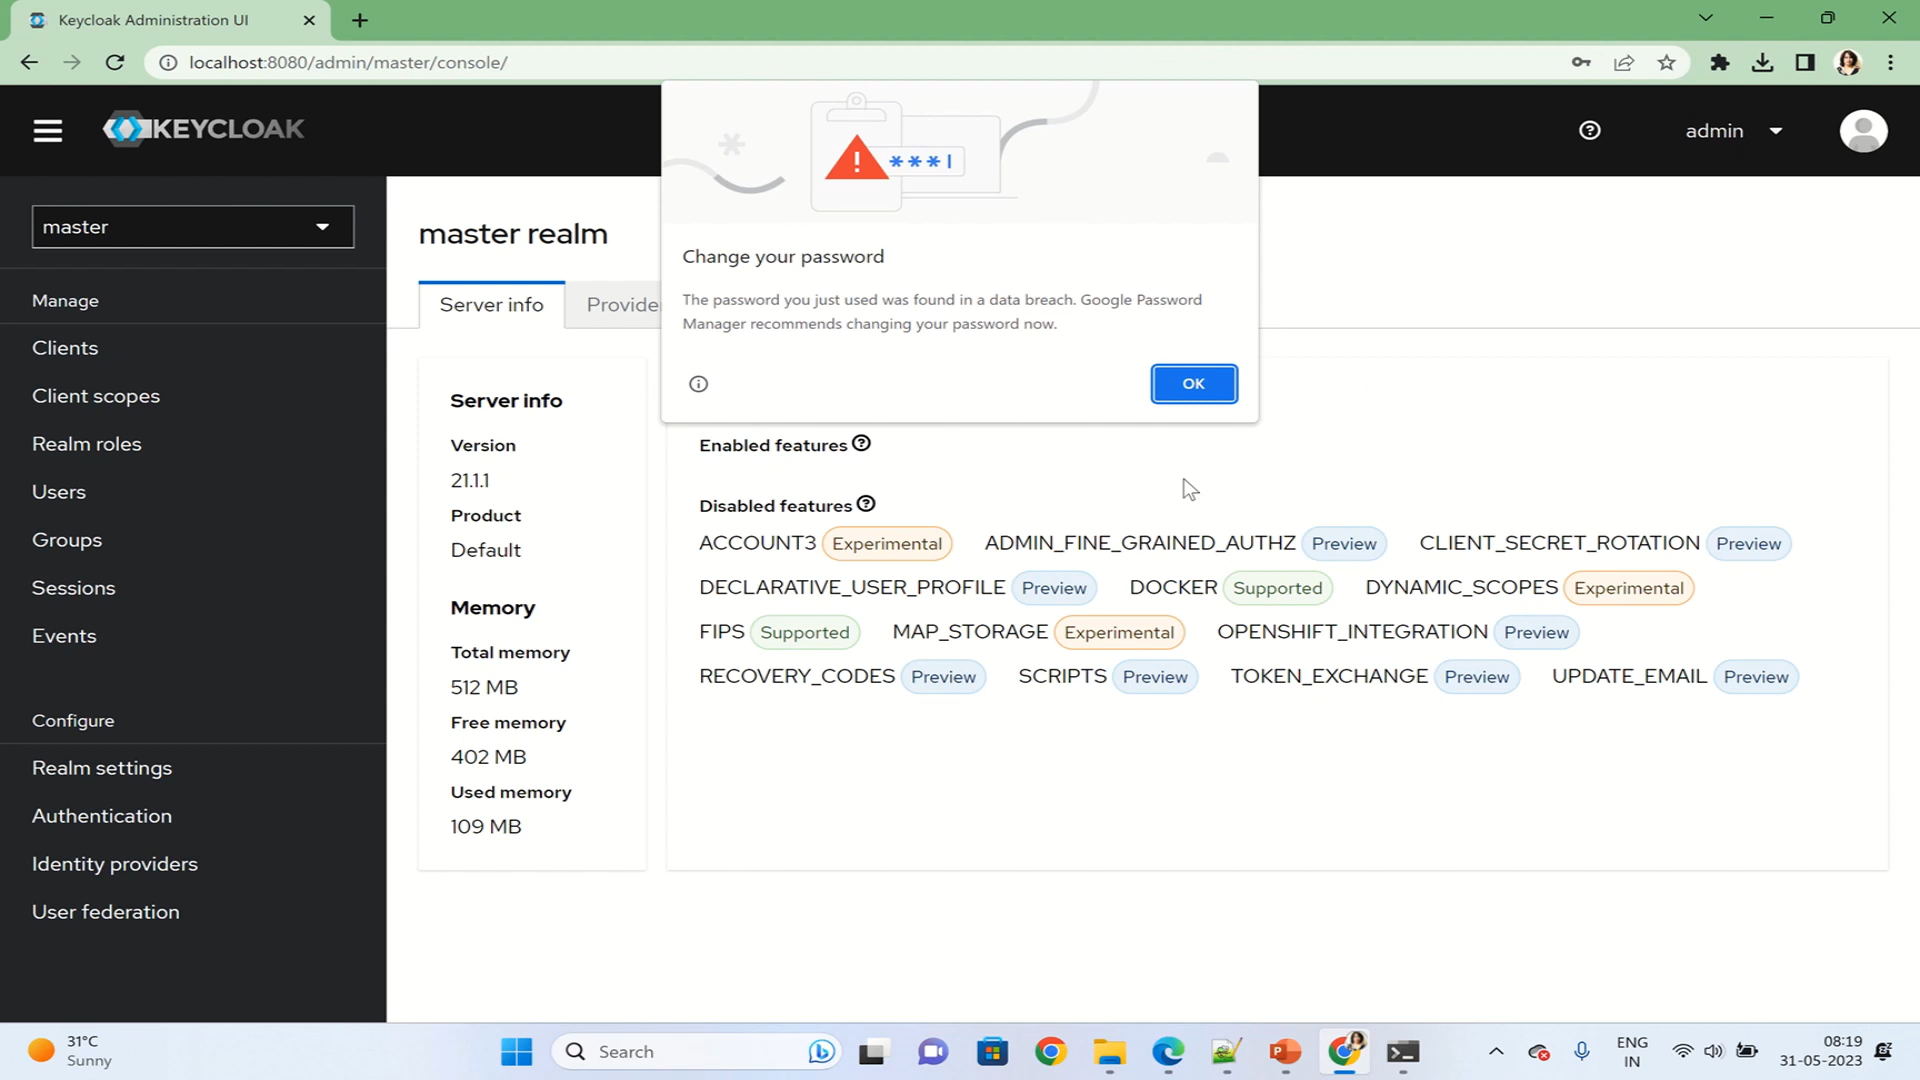 Keycloak Administration UI
localhost:8080/admin/master/console/
KEYCLOAK
admin
master
Manage
Clients
Client scopes
Realm roles
Users
Groups
Sessions
Events
Configure
Realm settings
Authentication
Identity providers
User federation
master realm
Server info
Provider
Change your password
The password you just used was found in a data breach. Google Password
Manager recommends changing your password now.
OK
Server info
Version
21.1.1
Product
Default
Memory
Total memory
512 MB
Free memory
402 MB
Used memory
109 MB
Enabled features
Disabled features
ACCOUNT3 Experimental ADMIN_FINE_GRAINED_AUTHZ Preview CLIENT_SECRET_ROTATION Preview
DECLARATIVE_USER_PROFILE Preview DOCKER Supported DYNAMIC_SCOPES Experimental
FIPS Supported MAP_STORAGE Experimental OPENSHIFT_INTEGRATION Preview
RECOVERY_CODES Preview SCRIPTS Preview TOKEN_EXCHANGE Preview UPDATE_EMAIL Preview
31°C
Sunny
Search
ENG
IN
08:19
31-05-2023